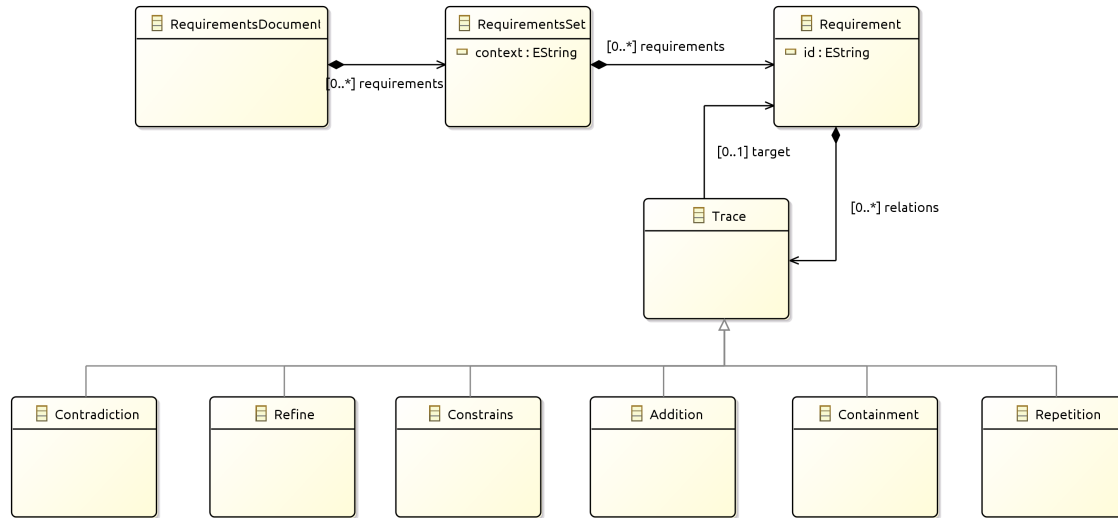 RequirementsDocument
RequirementsSet
Requirement
context : EString
[0..*] requirements
id : EString
[0..*] requirements
[0..1] target
[0..*] relations
Trace
Contradiction
Refine
Constrains
Addition
Containment
Repetition